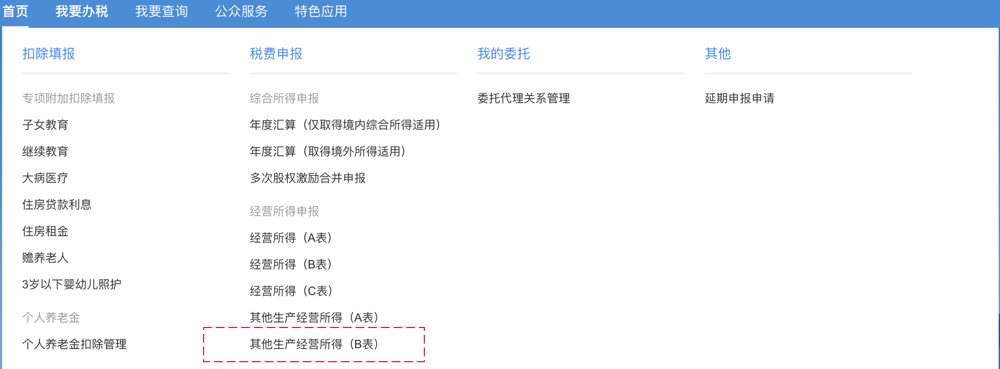 首页 我要办税 我要查询 公众服务 特色应用
扣除填报
专项附加扣除填报
子女教育
继续教育
大病医疗
住房贷款利息
住房租金
赡养老人
3岁以下婴幼儿照护
个人养老金
个人养老金扣除管理
税费申报
综合所得申报
年度汇算（仅取得境内综合所得适用）
年度汇算（取得境外所得适用）
多次股权激励合并申报
经营所得申报
经营所得（A表）
经营所得（B表）
经营所得（C表）
其他生产经营所得（A表）
其他生产经营所得（B表）
我的委托
委托代理关系管理
其他
延期申报申请